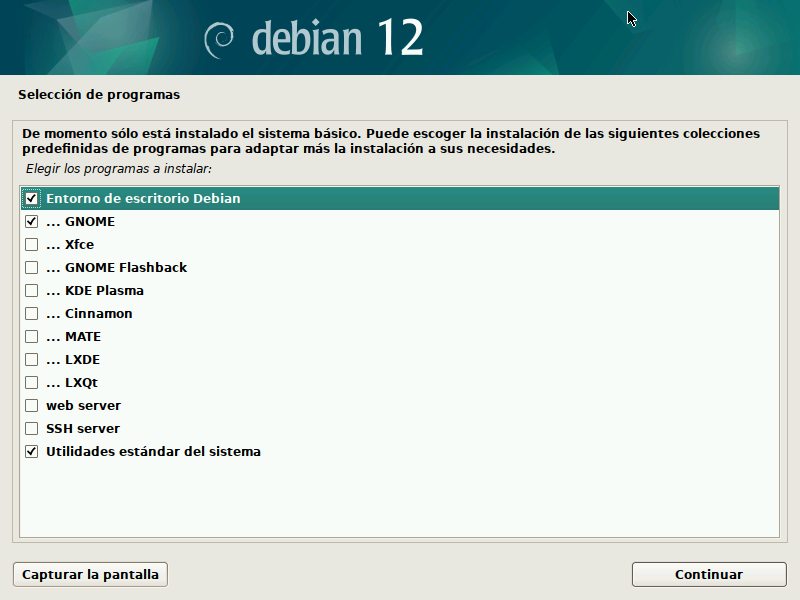 debian 12
Selección de programas
De momento sólo está instalado el sistema básico. Puede escoger la instalación de las siguientes colecciones
predefinidas de programas para adaptar más la instalación a sus necesidades.
Elegir los programas a instalar:
Entorno de escritorio Debian
... GNOME
... Xfce
... GNOME Flashback
... KDE Plasma
... Cinnamon
... MATE
... LXDE
... LXQt
web server
SSH server
Utilidades estándar del sistema
Capturar la pantalla
Continuar